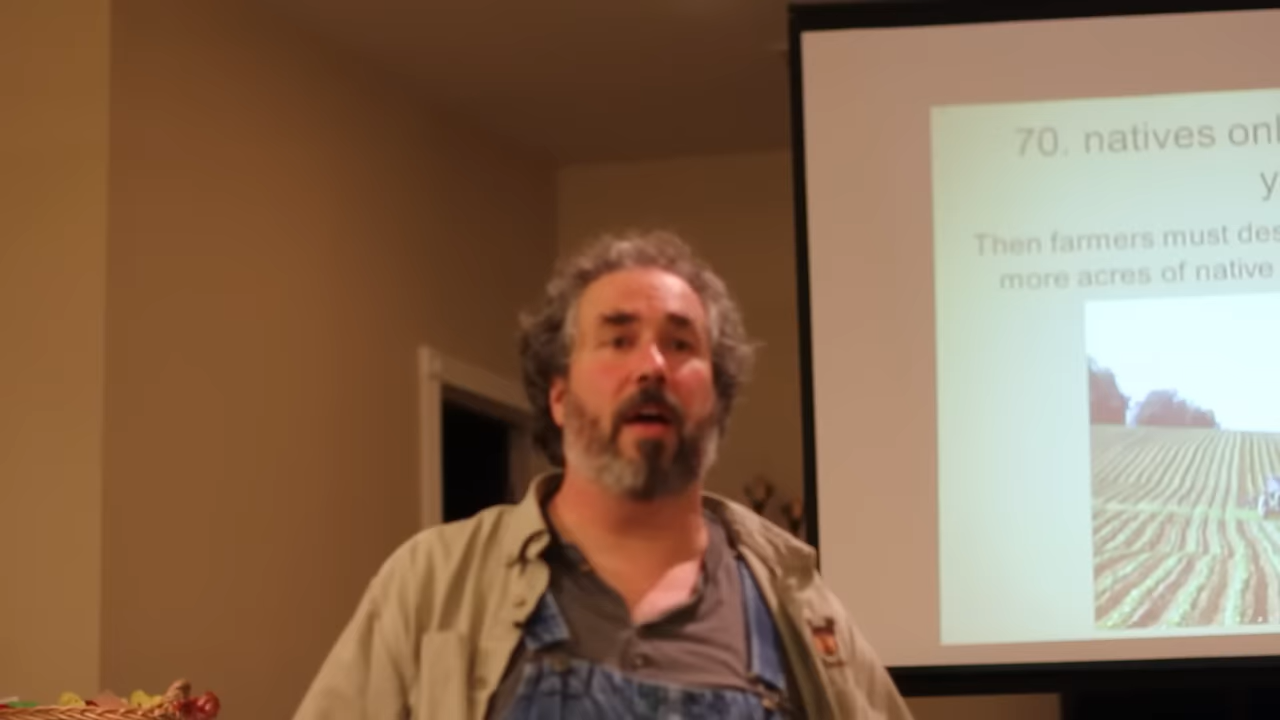 70. natives onl
y
Then farmers must des
more acres of native